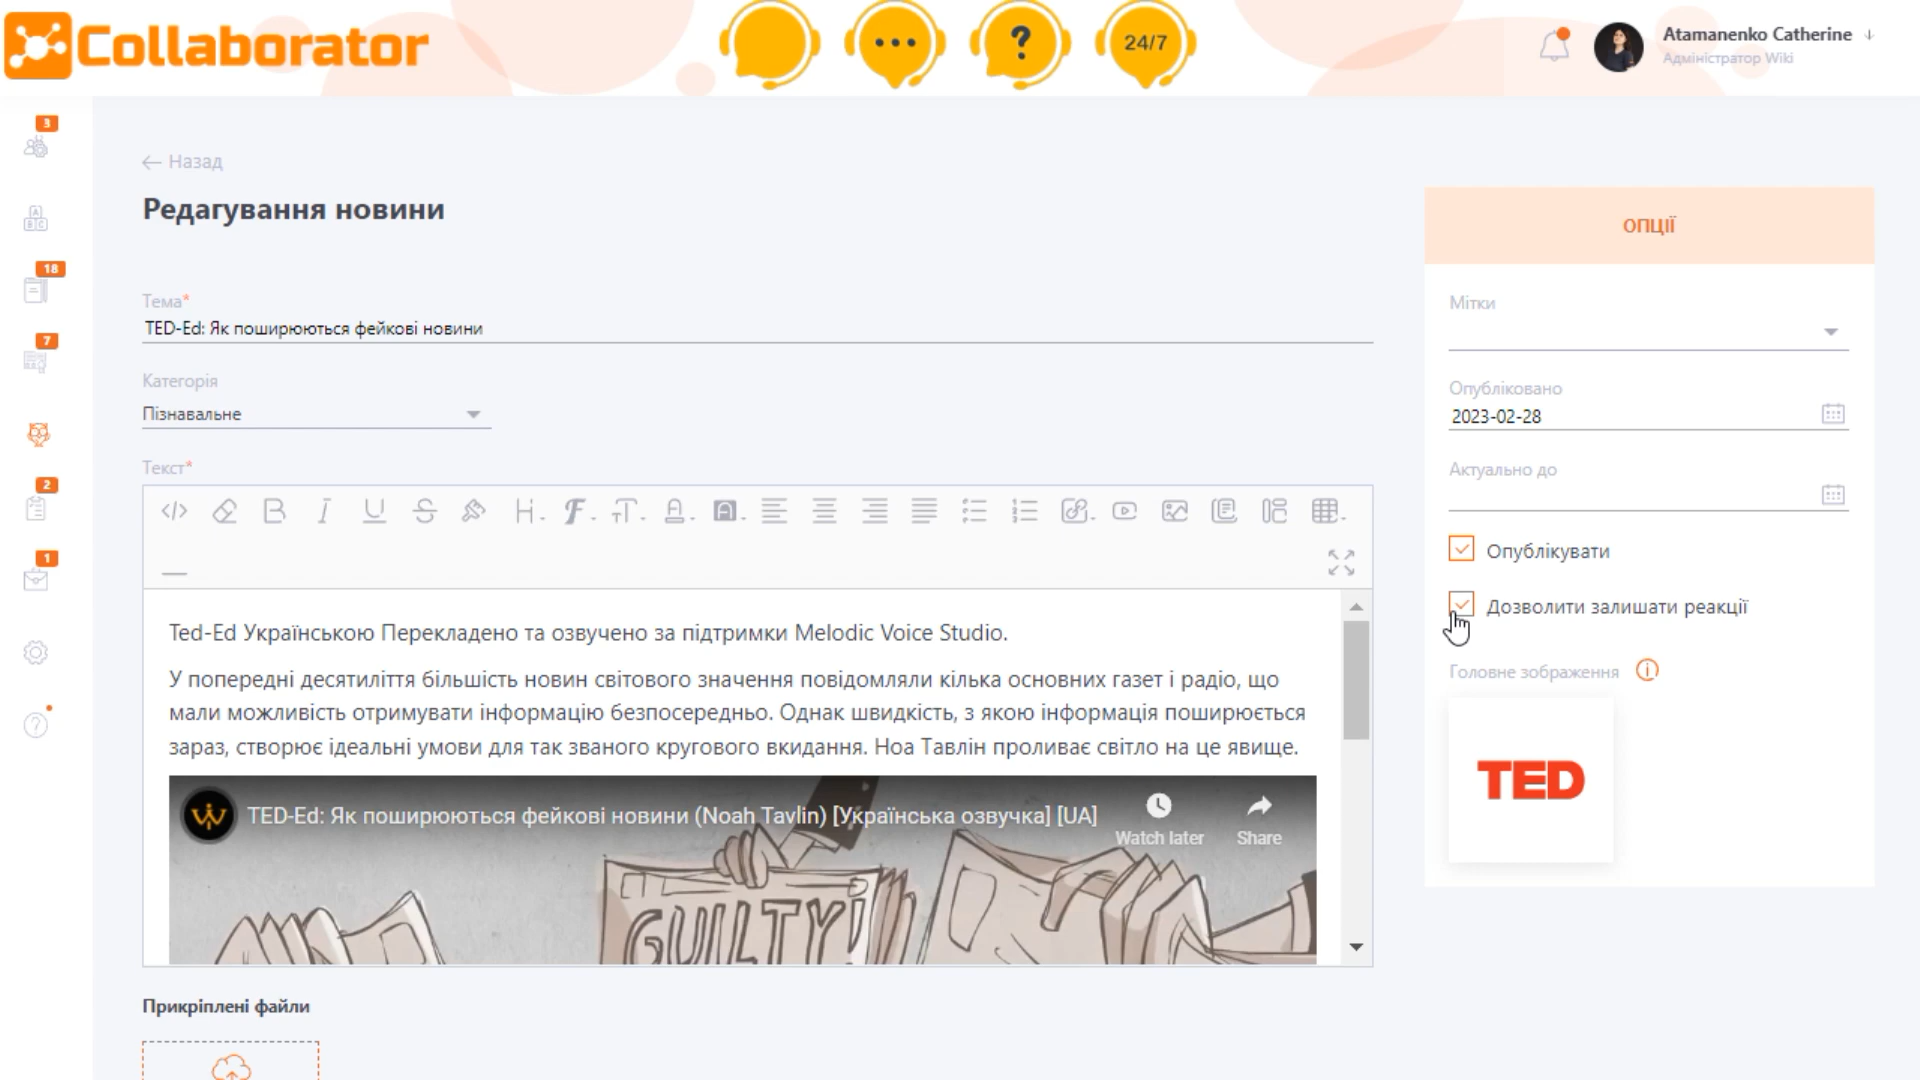 Collaborator
?
24/7
Atamanenko Catherine
Адміністратор Wiki
3
18
7
2
1
?
Назад
Редагування новини
Тема*
TED-Ed: Як поширюються фейкові новини
Категорія
Пізнавальне
Текст*
Ted-Ed Українською Перекладено та озвучено за підтримки Melodic Voice Studio.
У попередні десятиліття більшість новин світового значення повідомляли кілька основних газет і радіо, що
мали можливість отримувати інформацію безпосередньо. Однак швидкість, з якою інформація поширюється
зараз, створює ідеальні умови для так званого кругового вкидання. Ноа Тавлін проливає світло на це явище.
TED-Ed: Як поширюються фейкові новини (Noah Tavlin) [Українська озвучка] [UA]
Watch later
Share
GUILTY!
Прикріплені файли
ОПЦІЇ
Мітки
Опубліковано
2023-02-28
Актуально до
Опублікувати
Дозволити залишати реакції
Головне зображення
TED